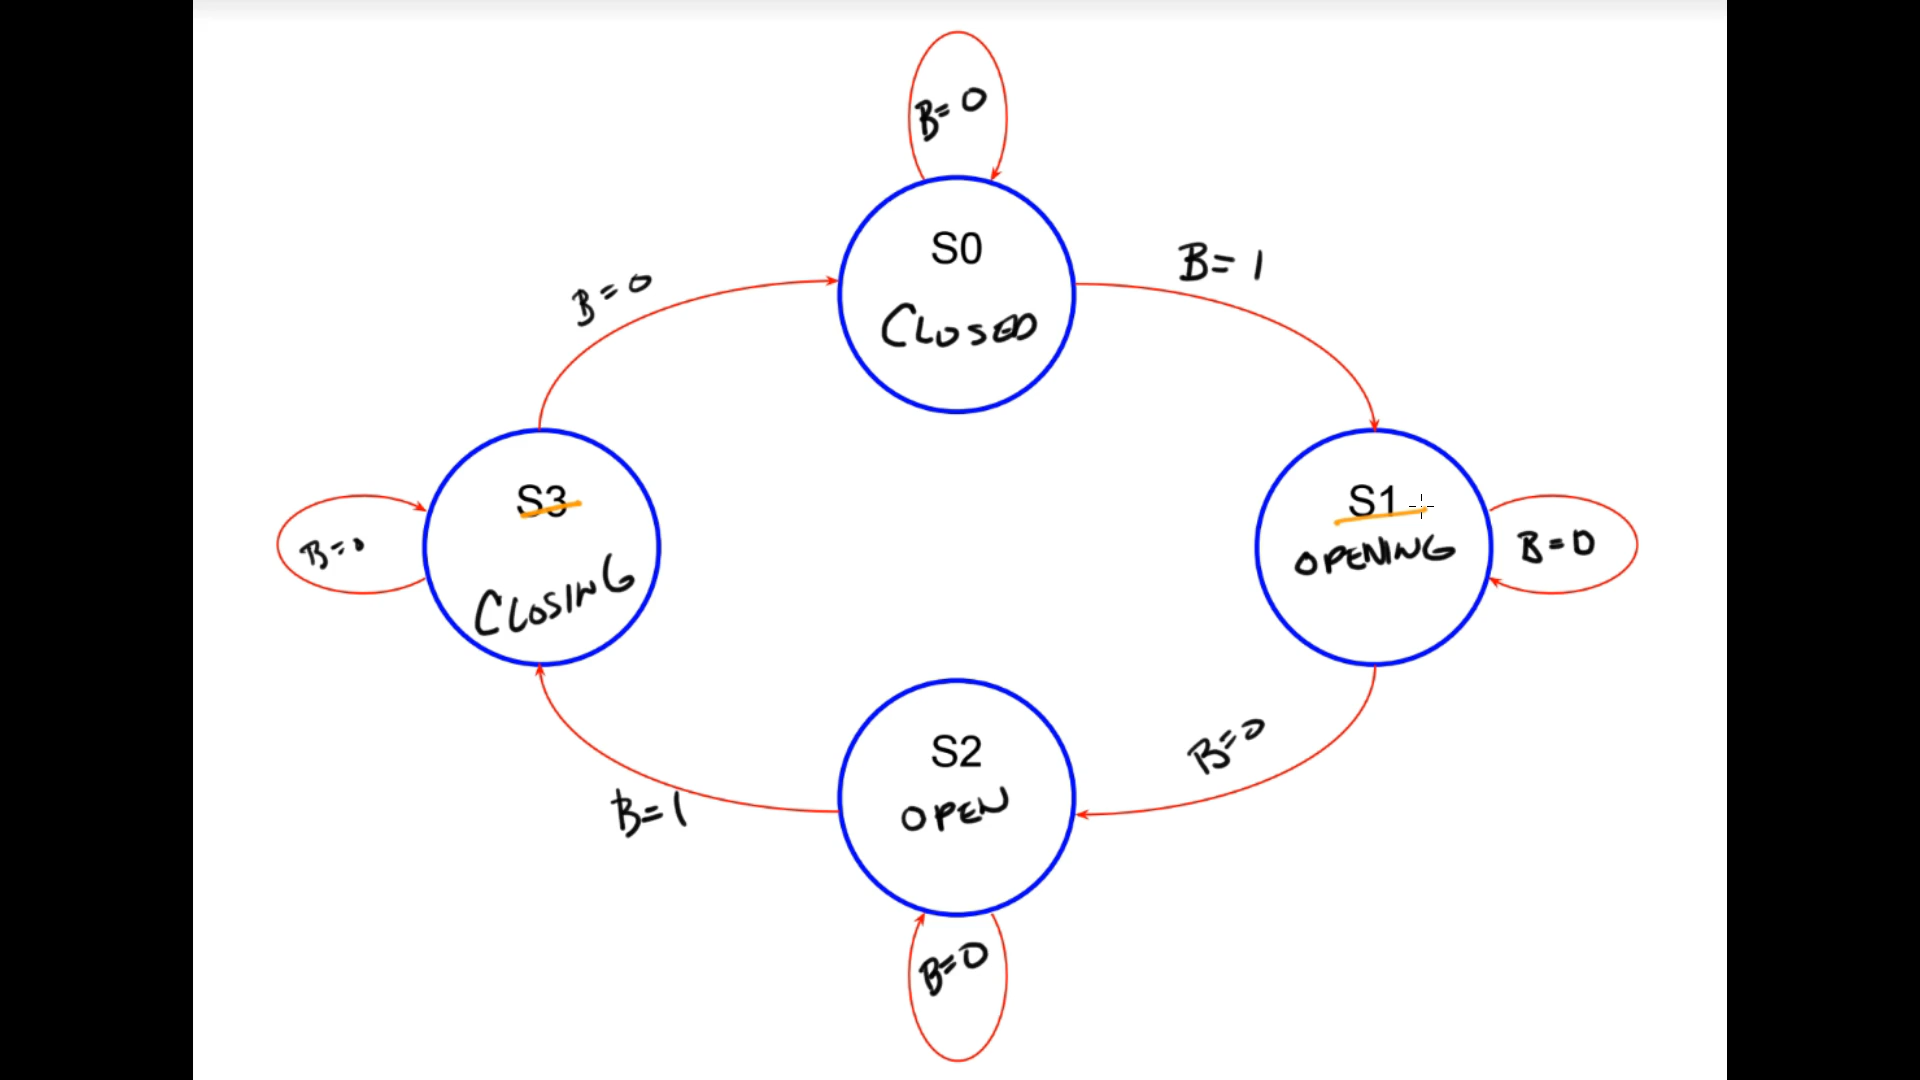 B=0
S0
CLOSED
B=1
B=0
S3
CLOSING
B=0
S1
OPENING
B=0
S2
OPEN
B=0
B=1
B=0